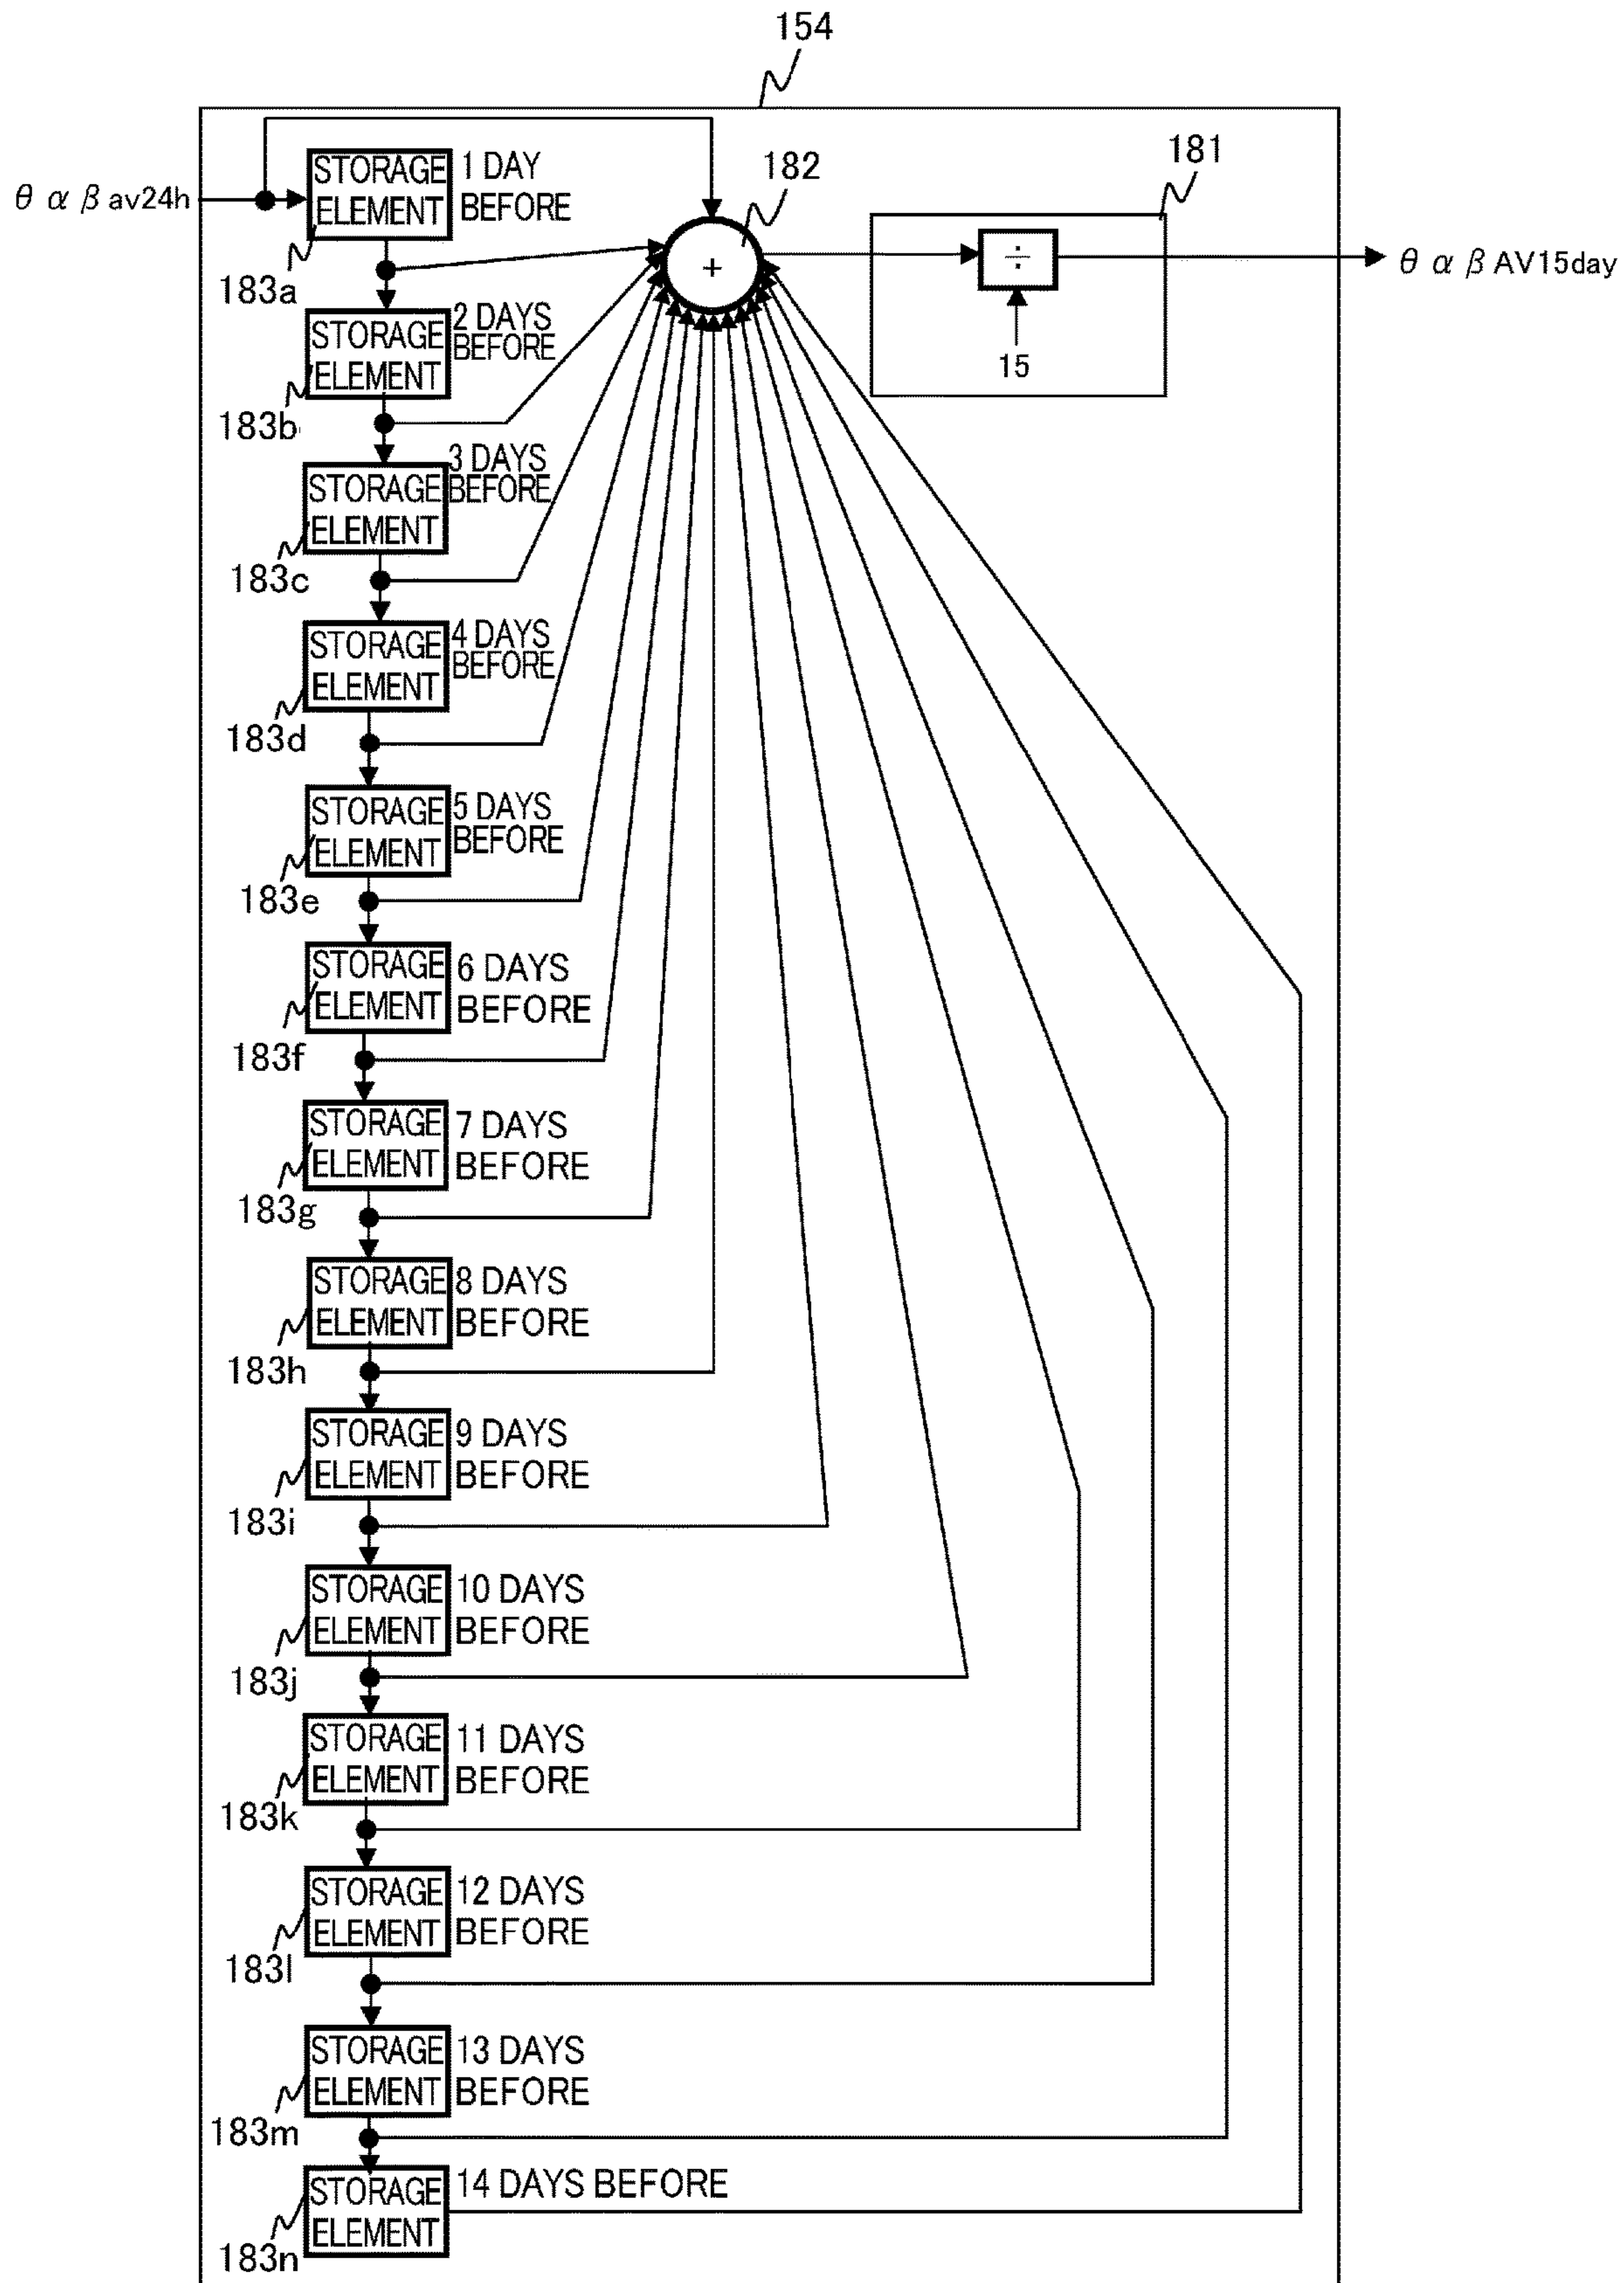 154
θ α β av24h
STORAGE
ELEMENT
1 DAY
BEFORE
183a
182
+
181
÷
15
θ α β AV15day
STORAGE
ELEMENT
2 DAYS
BEFORE
183b
STORAGE
ELEMENT
3 DAYS
BEFORE
183c
STORAGE
ELEMENT
4 DAYS
BEFORE
183d
STORAGE
ELEMENT
5 DAYS
BEFORE
183e
STORAGE
ELEMENT
6 DAYS
BEFORE
183f
STORAGE
ELEMENT
7 DAYS
BEFORE
183g
STORAGE
ELEMENT
8 DAYS
BEFORE
183h
STORAGE
ELEMENT
9 DAYS
BEFORE
183i
STORAGE
ELEMENT
10 DAYS
BEFORE
183j
STORAGE
ELEMENT
11 DAYS
BEFORE
183k
STORAGE
ELEMENT
12 DAYS
BEFORE
183l
STORAGE
ELEMENT
13 DAYS
BEFORE
183m
STORAGE
ELEMENT
14 DAYS BEFORE
183n